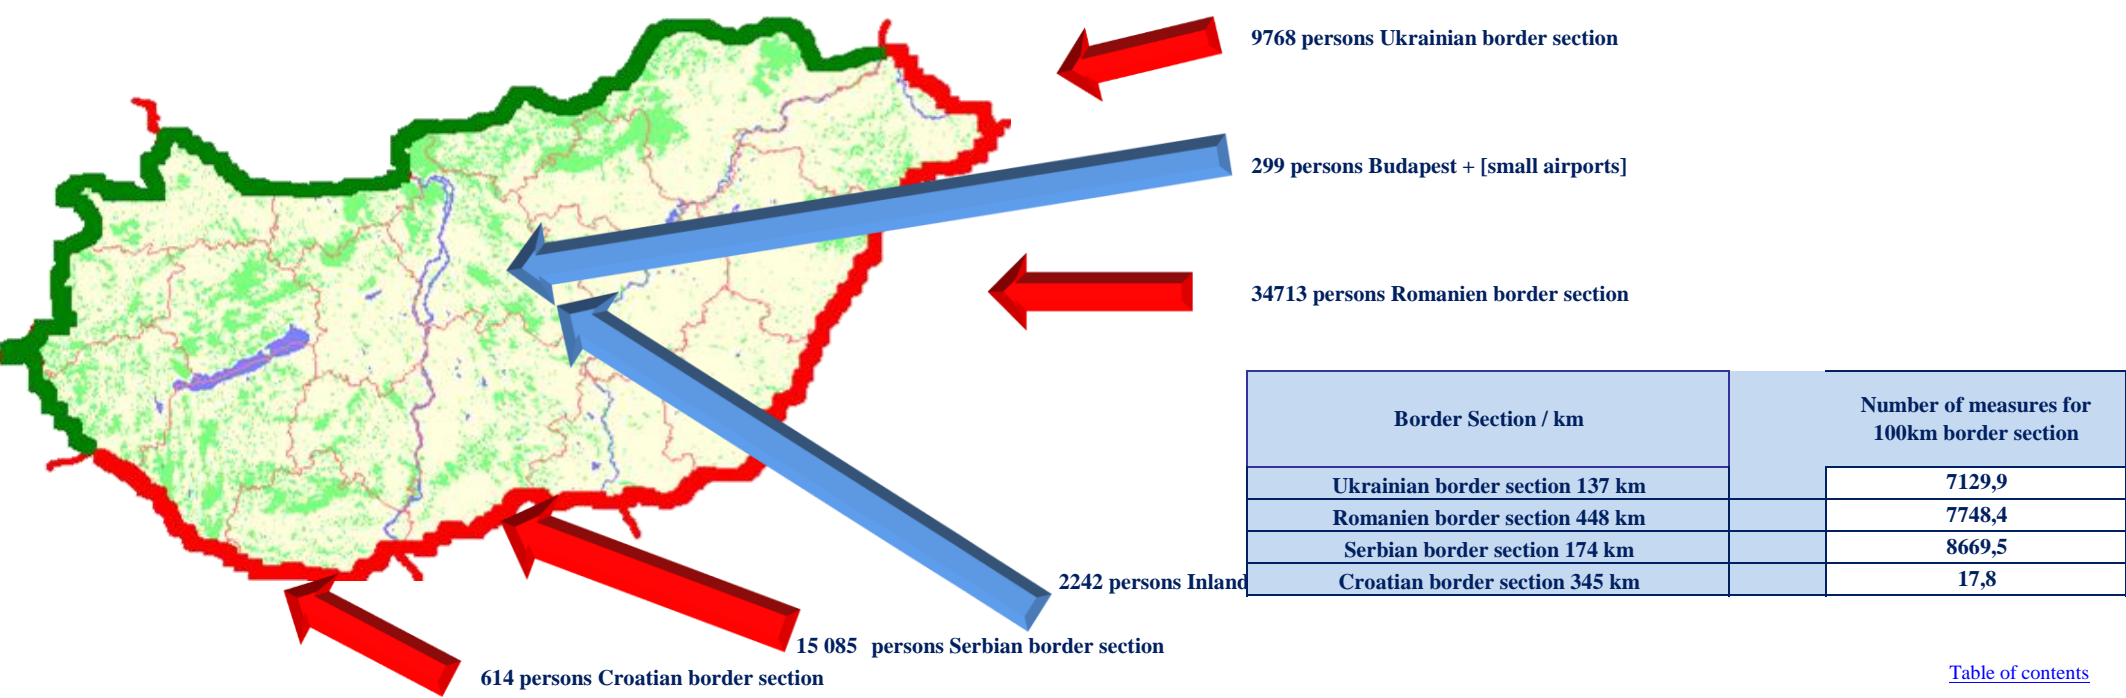 9768 persons Ukrainian border section
299 persons Budapest + [small airports]
34713 persons Romanien border section
Border Section / km
Number of measures for
100km border section
Ukrainian border section 137 km
7129,9
Romanien border section 448 km
7748,4
Serbian border section 174 km
8669,5
Croatian border section 345 km
17,8
2242 persons Inland
15 085 persons Serbian border section
614 persons Croatian border section
Table of contents